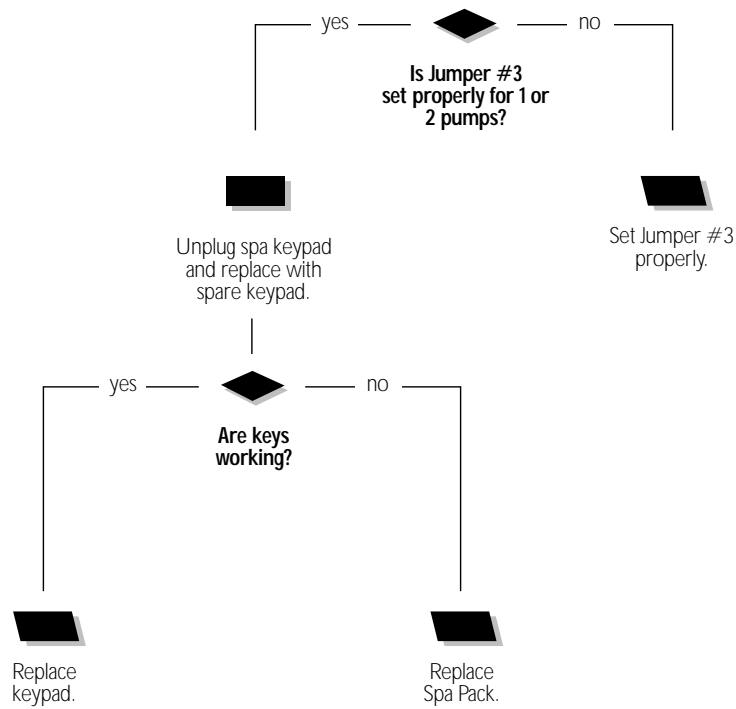 yes
no
Is Jumper #3
set properly for 1 or
2 pumps?
Unplug spa keypad
and replace with
spare keypad.
Set Jumper #3
properly.
yes
no
Are keys
working?
Replace
keypad.
Replace
Spa Pack.